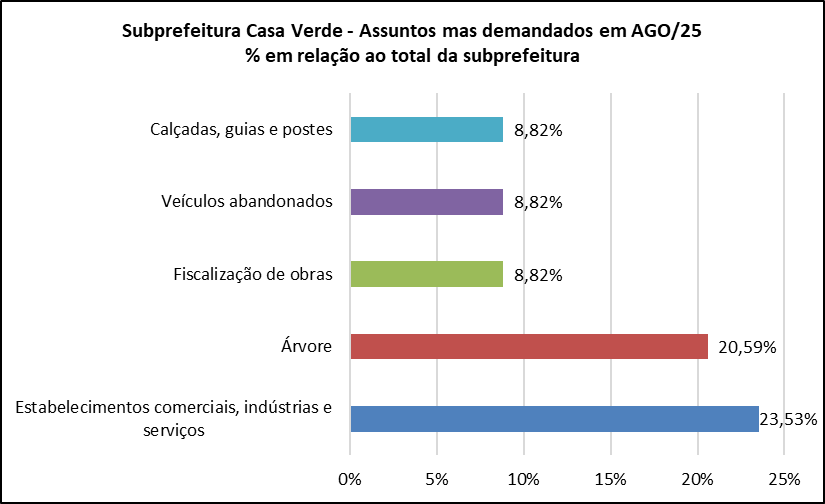 Subprefeitura Casa Verde - Assuntos mas demandados em AGO/25
% em relação ao total da subprefeitura
Calçadas, guias e postes
8,82%
Veículos abandonados
8,82%
Fiscalização de obras
8,82%
Árvore
20,59%
Estabelecimentos comerciais, indústrias e
serviços
23,53%
0%
5%
10%
15%
20%
25%